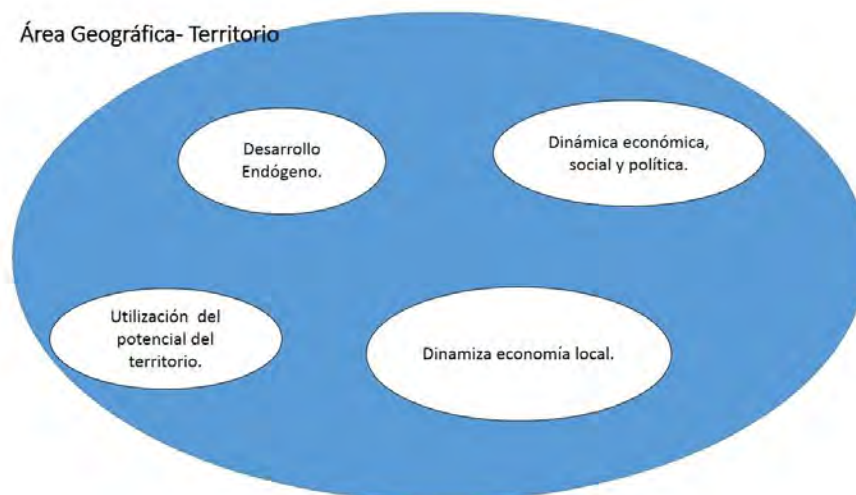 Área Geográfica- Territorio
Desarrollo
Endógeno.
Dinámica económica,
social y política.
Utilización del
potencial del
territorio.
Dinamiza economía local.